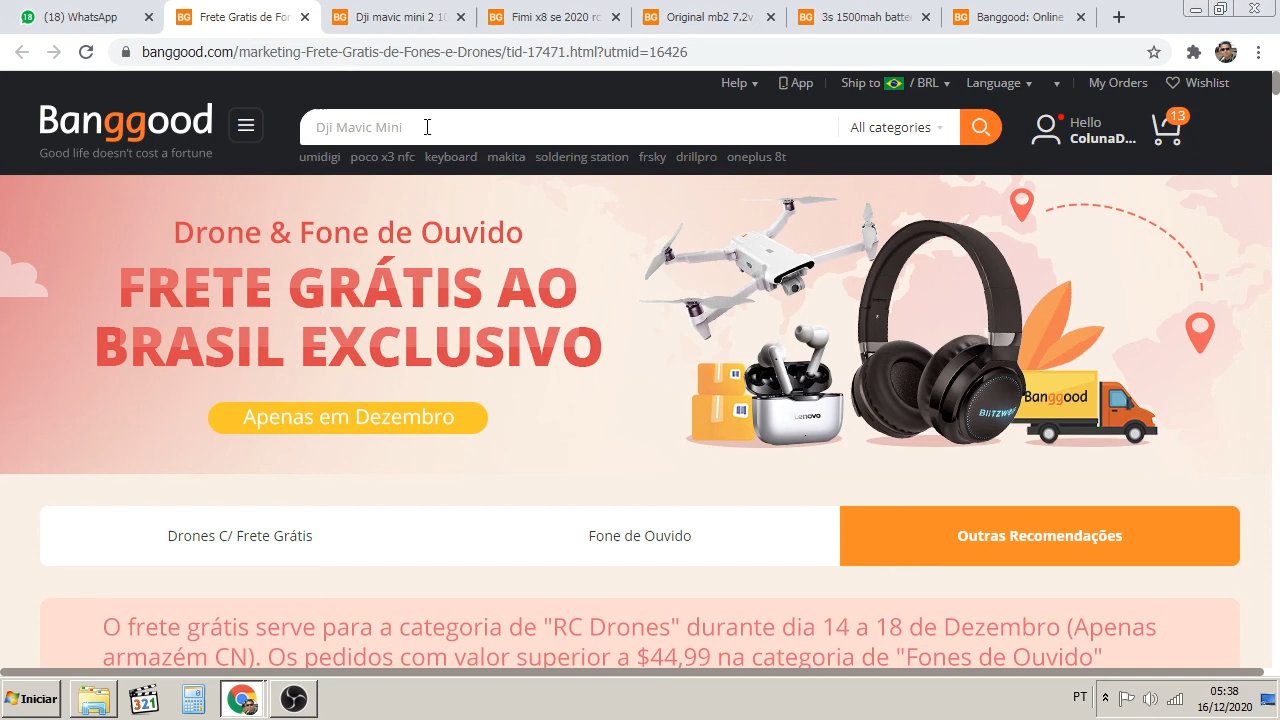 (18) WhatsApp
Frete Gratis de For
Dji mavic mini 2 10
Fimi x8 se 2020 rc
Original mjx 7.2v
3s 1500mah batte
Banggood: Online
banggood.com/marketing-Frete-Gratis-de-Fones-e-Drones/tid-17471.html?utmid=16426
Help App Ship to / BRL Language My Orders Wishlist
Banggood
Good life doesn't cost a fortune
Dji Mavic Mini
All categories
Hello
ColunaD...
13
umidigi poco x3 nfc keyboard makita soldering station frsky drillpro oneplus 8t
Drone & Fone de Ouvido
FRETE GRÁTIS AO
BRASIL EXCLUSIVO
Apenas em Dezembro
Lenovo
BLITZWOLF
Banggood
Drones C/ Frete Grátis
Fone de Ouvido
Outras Recomendações
O frete grátis serve para a categoria de "RC Drones" durante dia 14 a 18 de Dezembro (Apenas
armazém CN). Os pedidos com valor superior a $44,99 na categoria de "Fones de Ouvido"
Iniciar
321
PT
05:38
16/12/2020